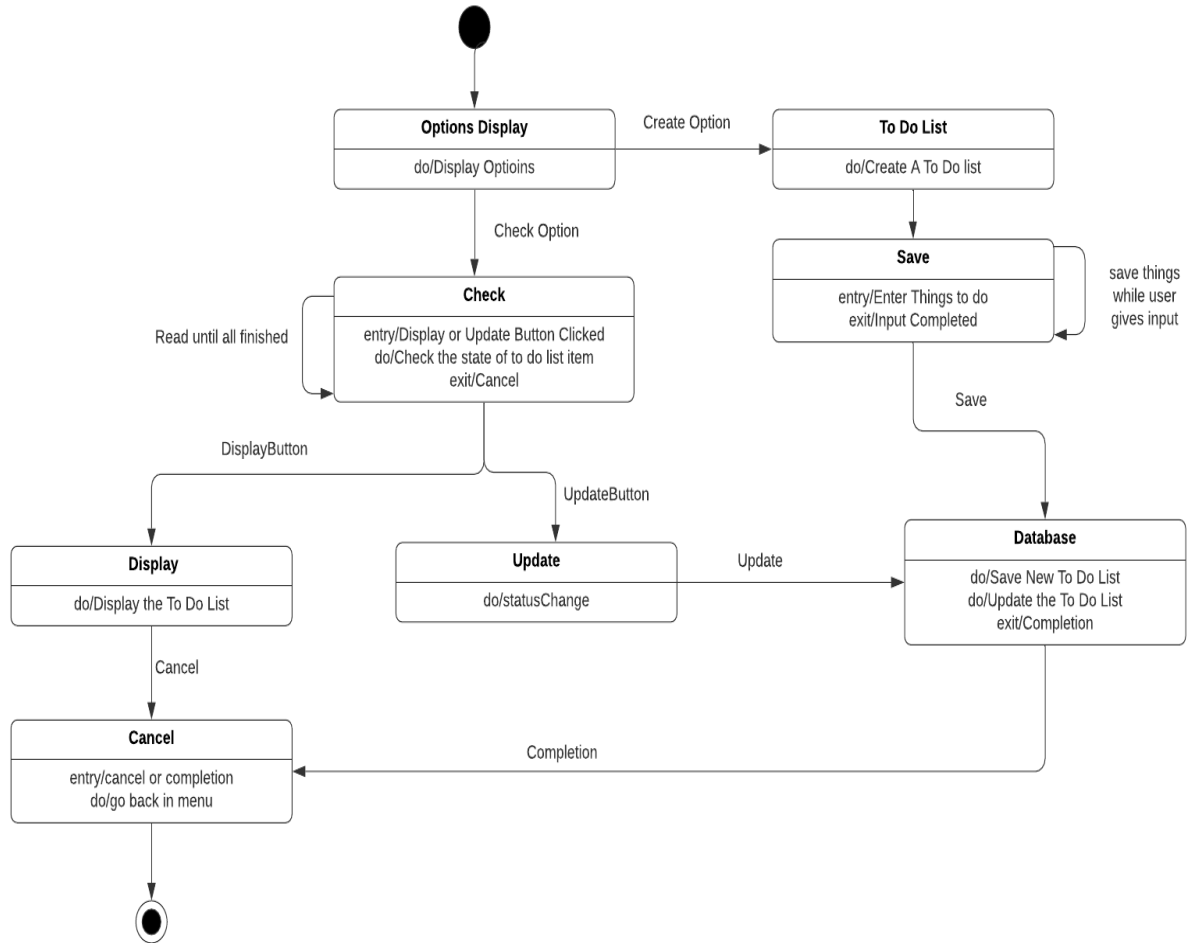 Options Display
do/Display Optioins
Create Option
To Do List
do/Create A To Do list
Check Option
Save
entry/Enter Things to do
exit/Input Completed
save things
while user
gives input
Check
entry/Display or Update Button Clicked
do/Check the state of to do list item
exit/Cancel
Read until all finished
Save
DisplayButton
UpdateButton
Display
do/Display the To Do List
Update
do/statusChange
Update
Database
do/Save New To Do List
do/Update the To Do List
exit/Completion
Cancel
Cancel
entry/cancel or completion
do/go back in menu
Completion